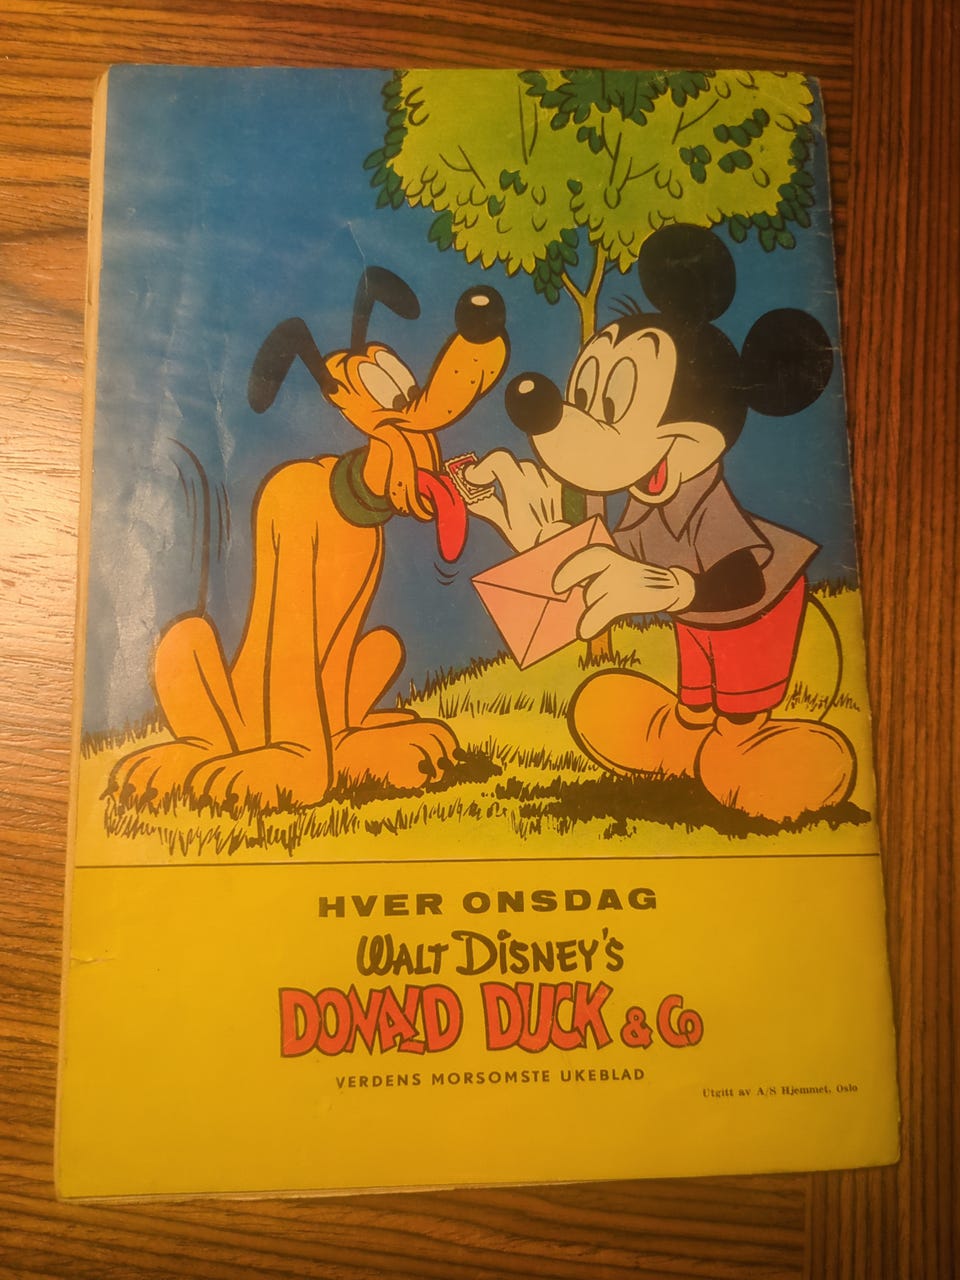 HVER ONSDAG
WALT DISNEY'S
DONALD DUCK & Co
VERDENS MORSOMSTE UKEBLAD
Utgitt av A/S Hjemmet, Oslo